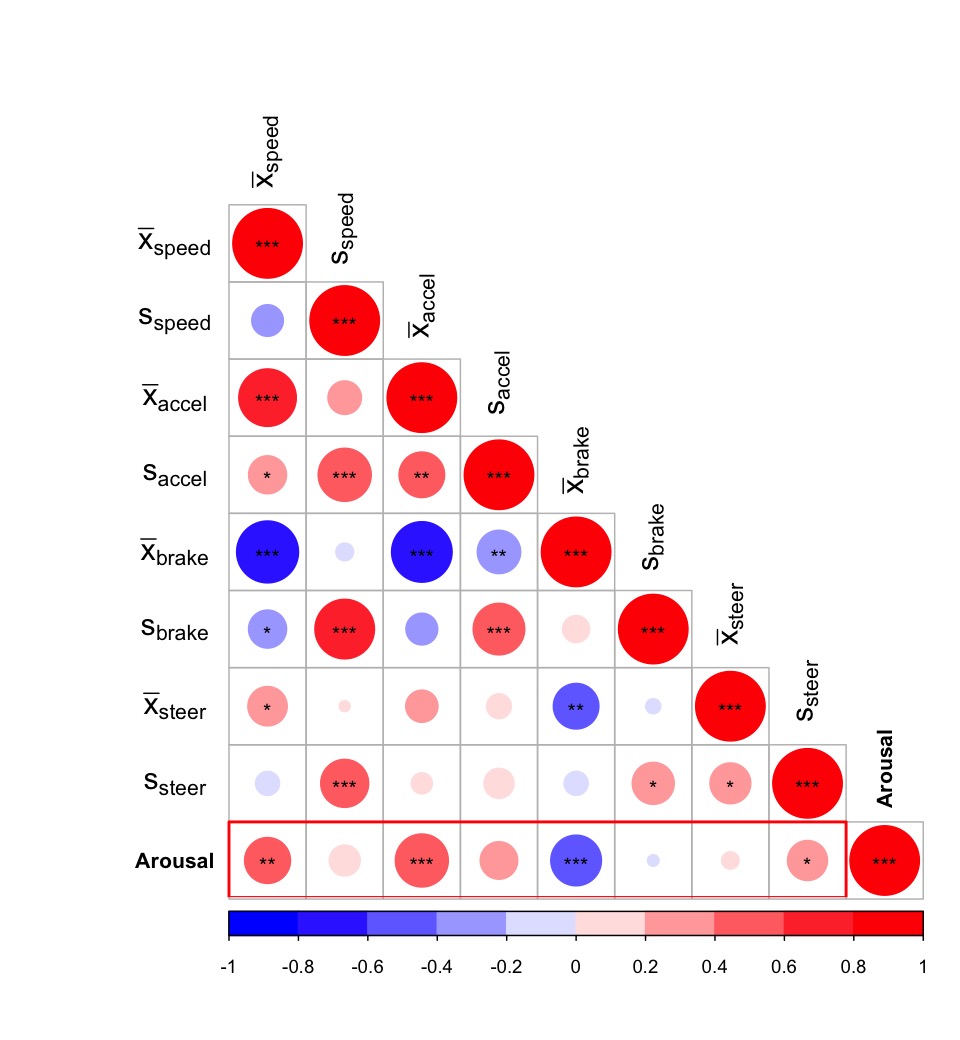 x̄speed
sspeed
x̄accel
saccel
x̄brake
sbrake
x̄steer
ssteer
Arousal
x̄speed ***
sspeed ***
x̄accel *** ***
saccel * *** ** ***
x̄brake *** *** ** ***
sbrake * *** *** ***
x̄steer * ** ***
ssteer *** * * ***
Arousal ** *** *** * ***
-1 -0.8 -0.6 -0.4 -0.2 0 0.2 0.4 0.6 0.8 1